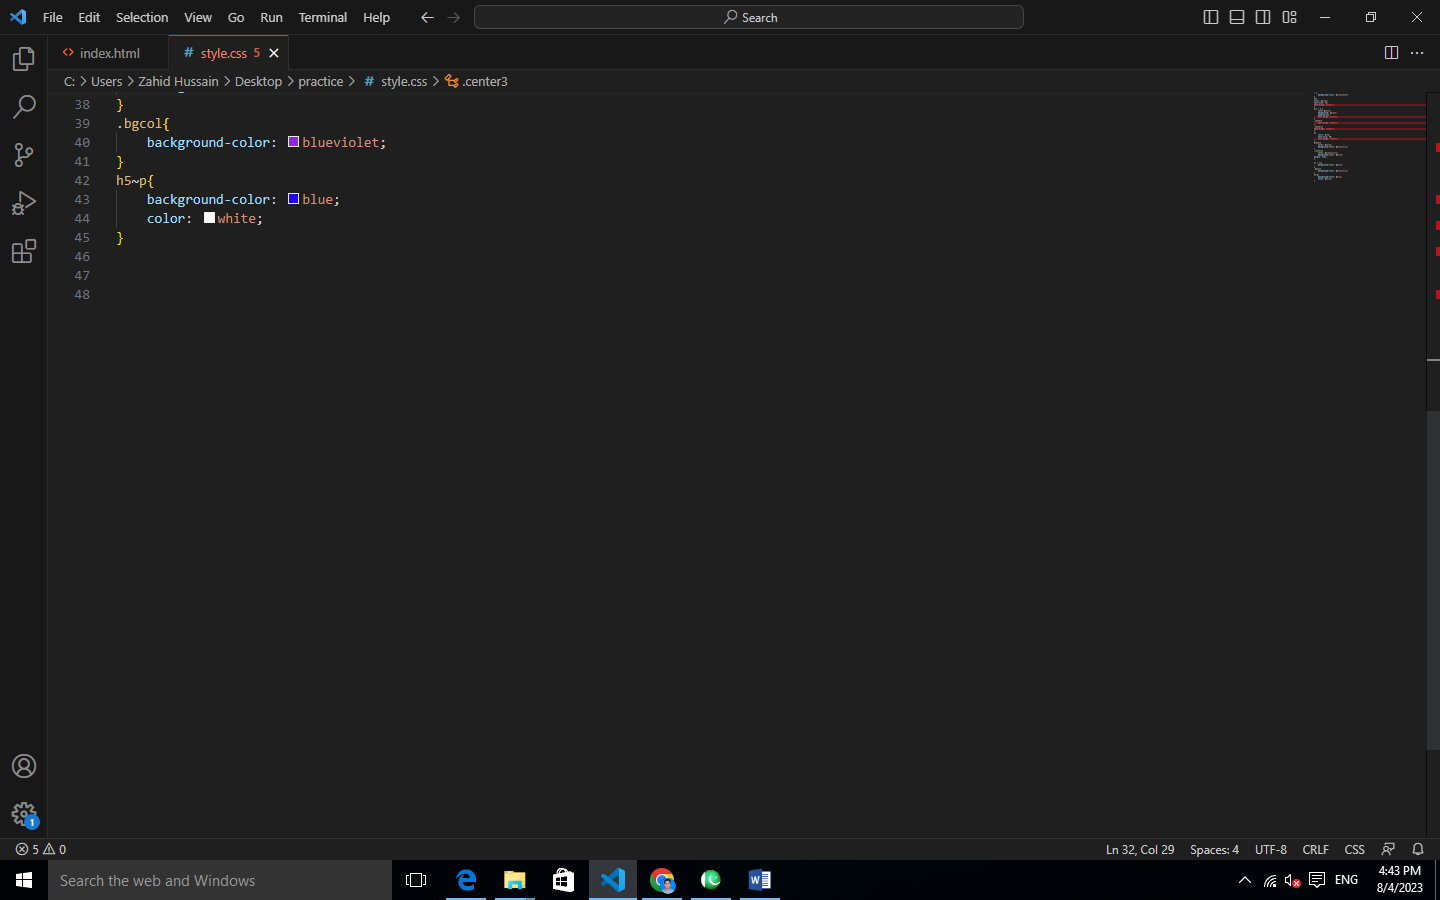 File Edit Selection View Go Run Terminal Help Search
index.html # style.css 5
C: > Users > Zahid Hussain > Desktop > practice > # style.css > .center3
38 }
39 .bgcol{
40 background-color: blueviolet;
41 }
42 h5~p{
43 background-color: blue;
44 color: white;
45 }
46
47
48
1
5 0 Ln 32, Col 29 Spaces: 4 UTF-8 CRLF CSS
Search the web and Windows ENG 4:43 PM
8/4/2023